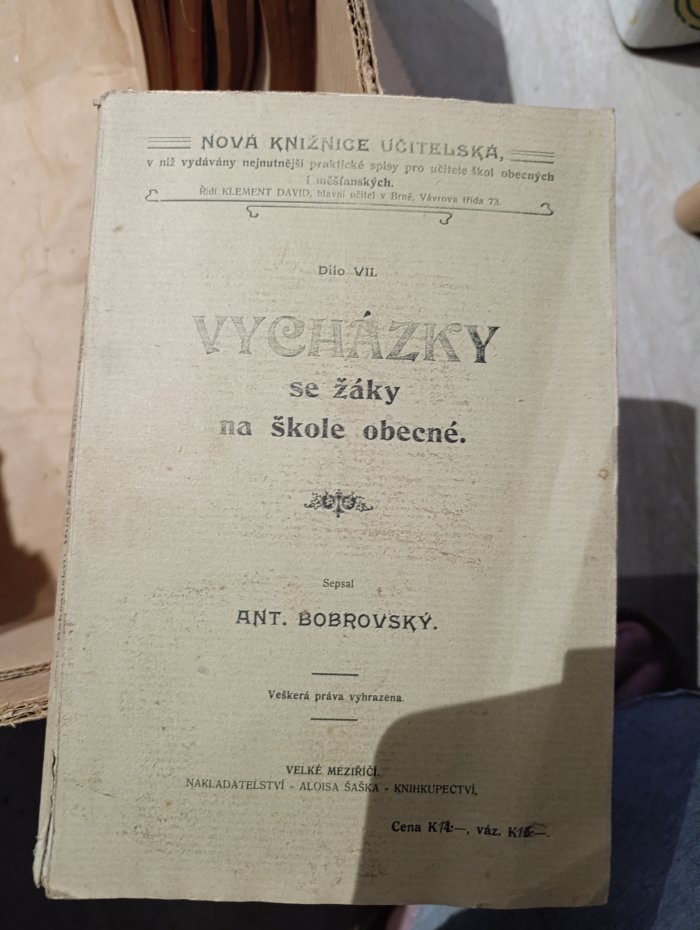 NOVÁ KNIŽNICE UČITELSKÁ,
v niž vydávány nejnutnější praktické spisy pro učitele škol obecných
i měšťanských.
Řídí KLEMENT DAVID, hlavní učitel v Brně, Vávrova třída 73.
Dílo VII.
VYCHÁZKY
se žáky
na škole obecné.
Sepsal
ANT. BOBROVSKÝ.
Veškerá práva vyhrazena.
VELKÉ MEZIŘÍČÍ.
NAKLADATELSTVÍ - ALOISA ŠAŠKA - KNIHKUPECTVÍ,
Cena K —, váz. K —.